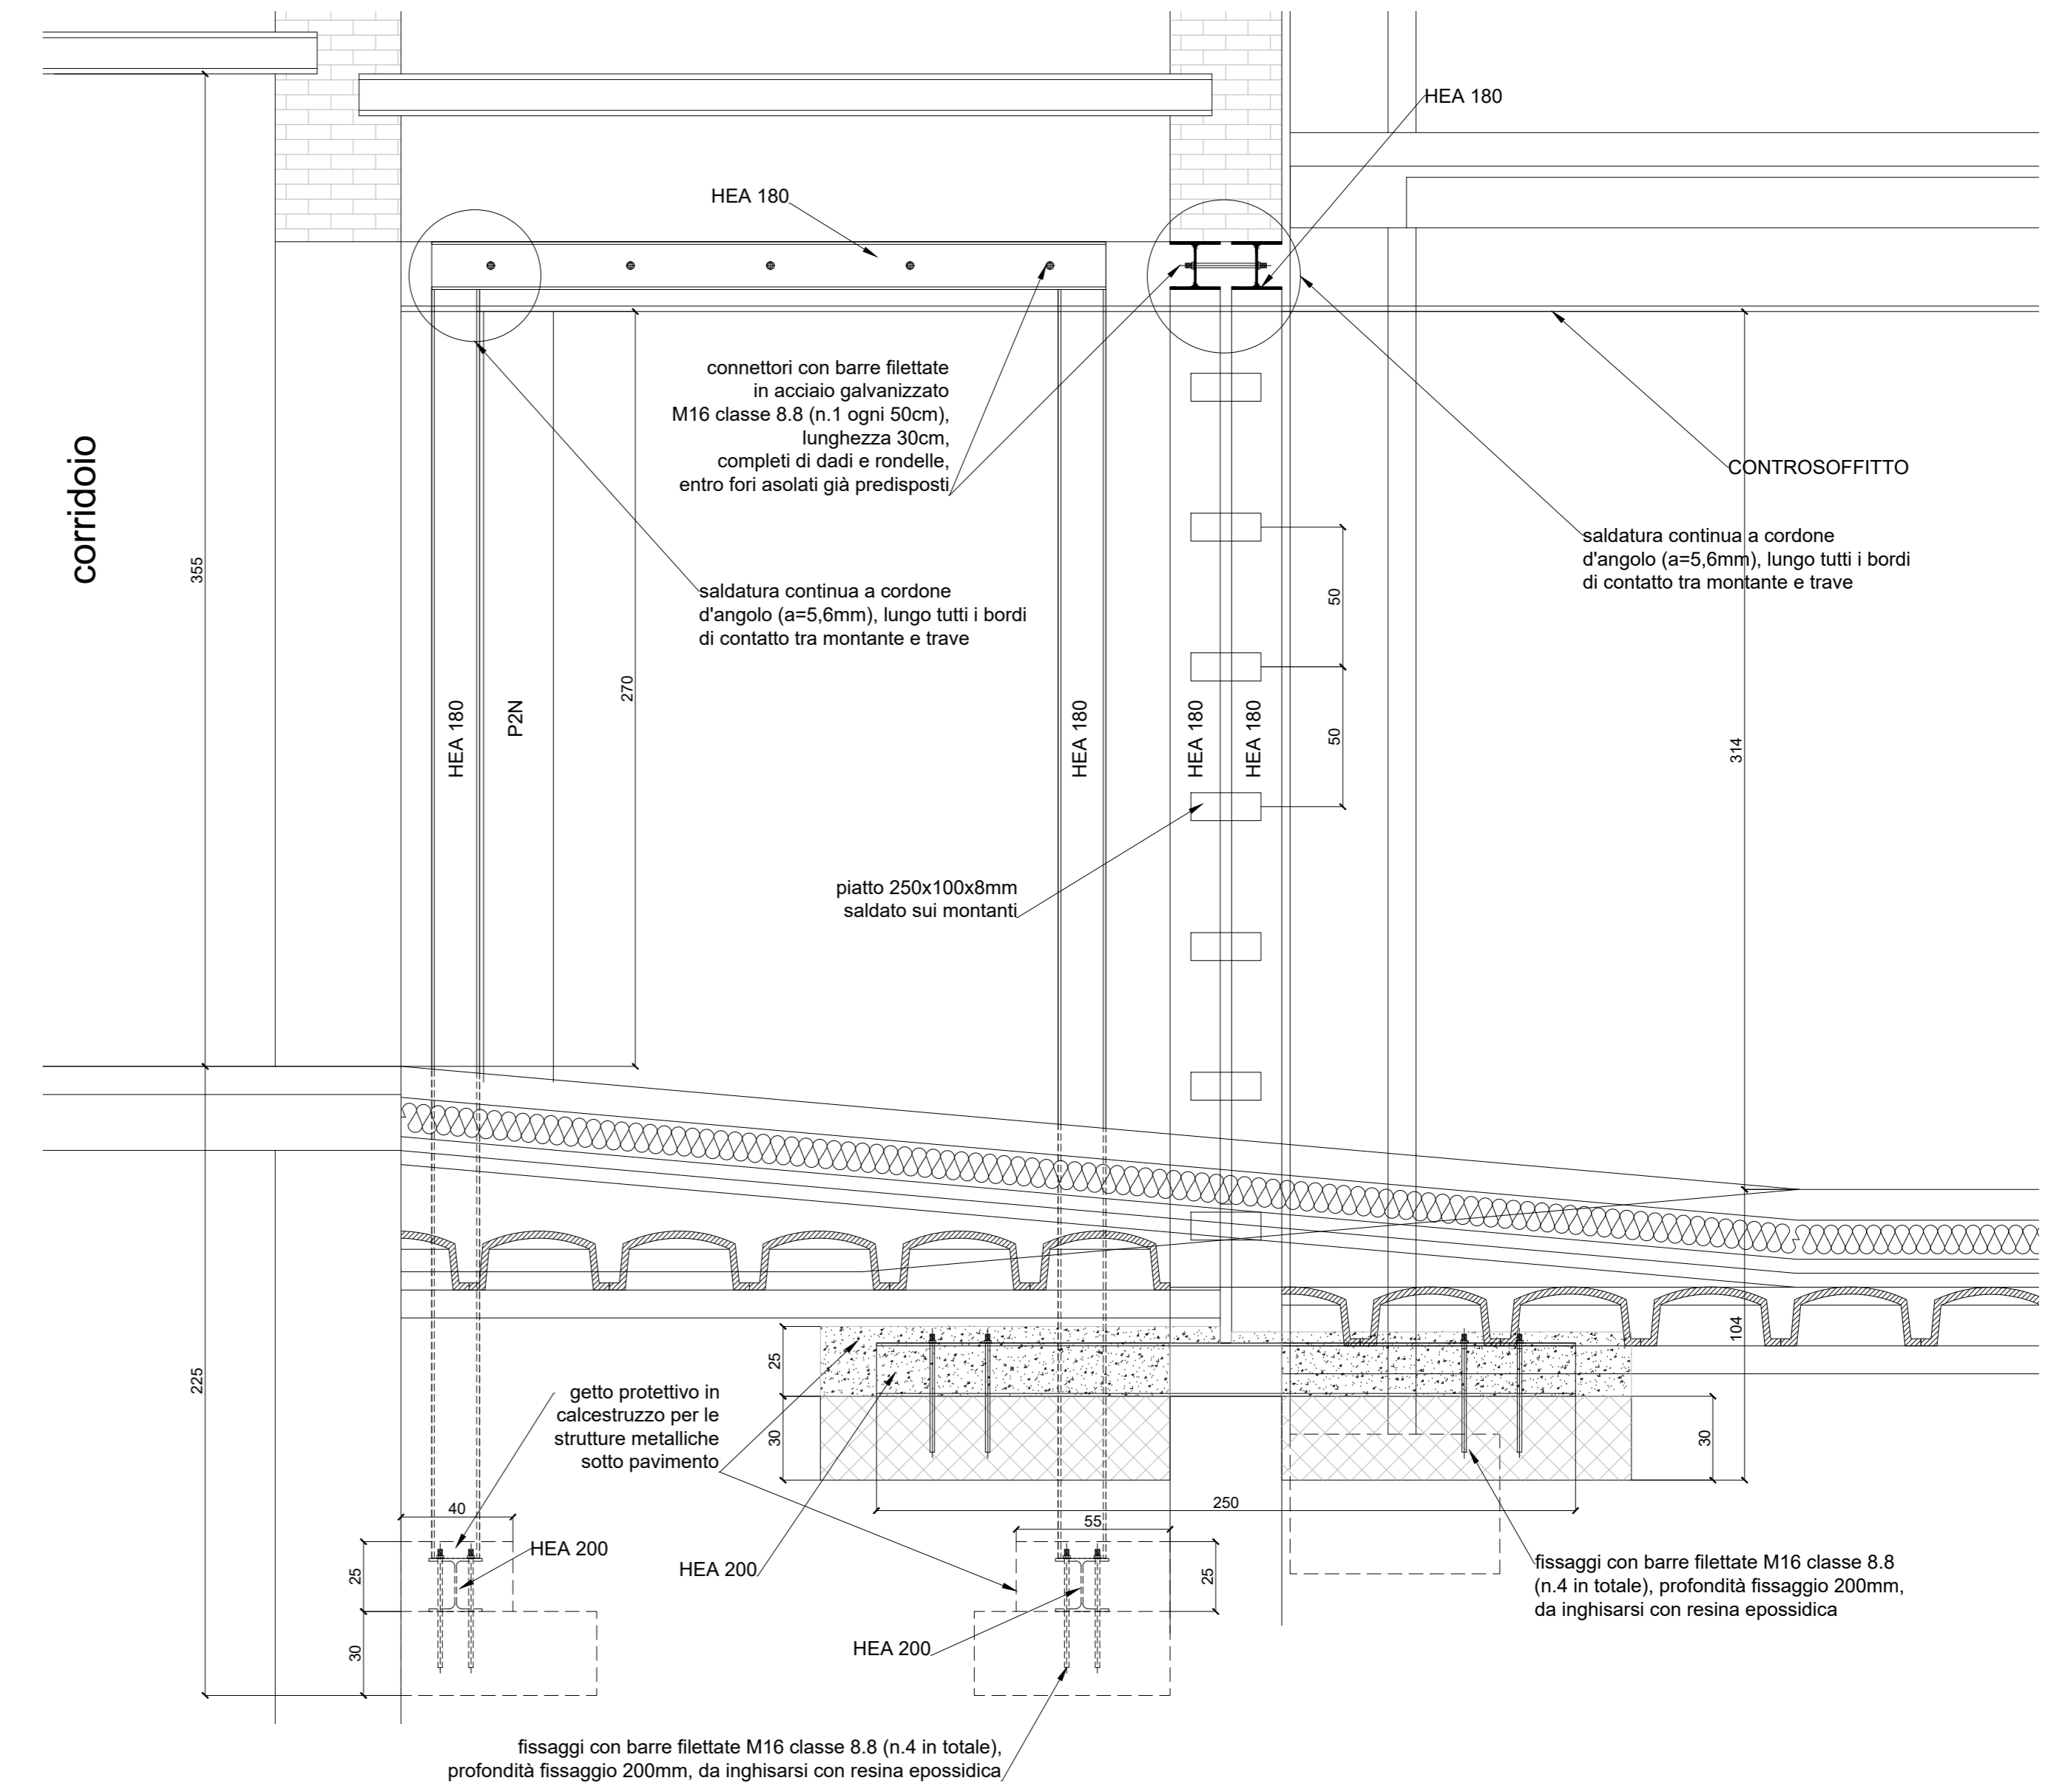 HEA 180
HEA 180
connettori con barre filettate
in acciaio galvanizzato
M16 classe 8.8 (n.1 ogni 50cm),
lunghezza 30cm,
completi di dadi e rondelle,
entro fori asolati già predisposti
corridoio
CONTROSOFFITTO
saldatura continua a cordone
d'angolo (a=5,6mm), lungo tutti i bordi
di contatto tra montante e trave
355
saldatura continua a cordone
d'angolo (a=5,6mm), lungo tutti i bordi
di contatto tra montante e trave
50
270
HEA 180
P2N
HEA 180
HEA 180
HEA 180
50
314
piatto 250x100x8mm
saldato sui montanti
225
25
104
getto protettivo in
calcestruzzo per le
strutture metalliche
sotto pavimento
30
30
40
250
55
HEA 200
HEA 200
25
25
fissaggi con barre filettate M16 classe 8.8
(n.4 in totale), profondità fissaggio 200mm,
da inghisarsi con resina epossidica
30
HEA 200
fissaggi con barre filettate M16 classe 8.8 (n.4 in totale),
profondità fissaggio 200mm, da inghisarsi con resina epossidica